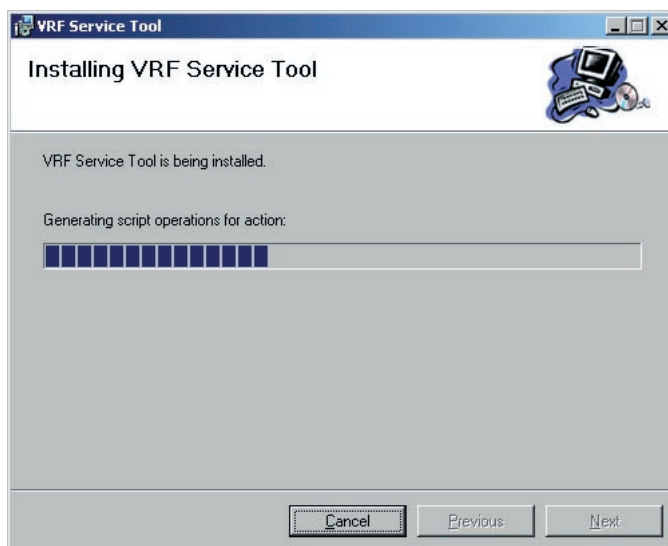 VRF Service Tool
Installing VRF Service Tool
VRF Service Tool is being installed.
Generating script operations for action:
Cancel
Previous
Next